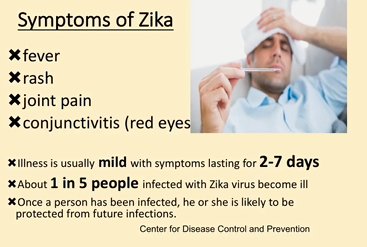 Symptoms of Zika
✖fever
✖rash
✖joint pain
✖conjunctivitis (red eyes
✖Illness is usually mild with symptoms lasting for 2-7 days
✖About 1 in 5 people infected with Zika virus become ill
✖Once a person has been infected, he or she is likely to be
protected from future infections.
Center for Disease Control and Prevention